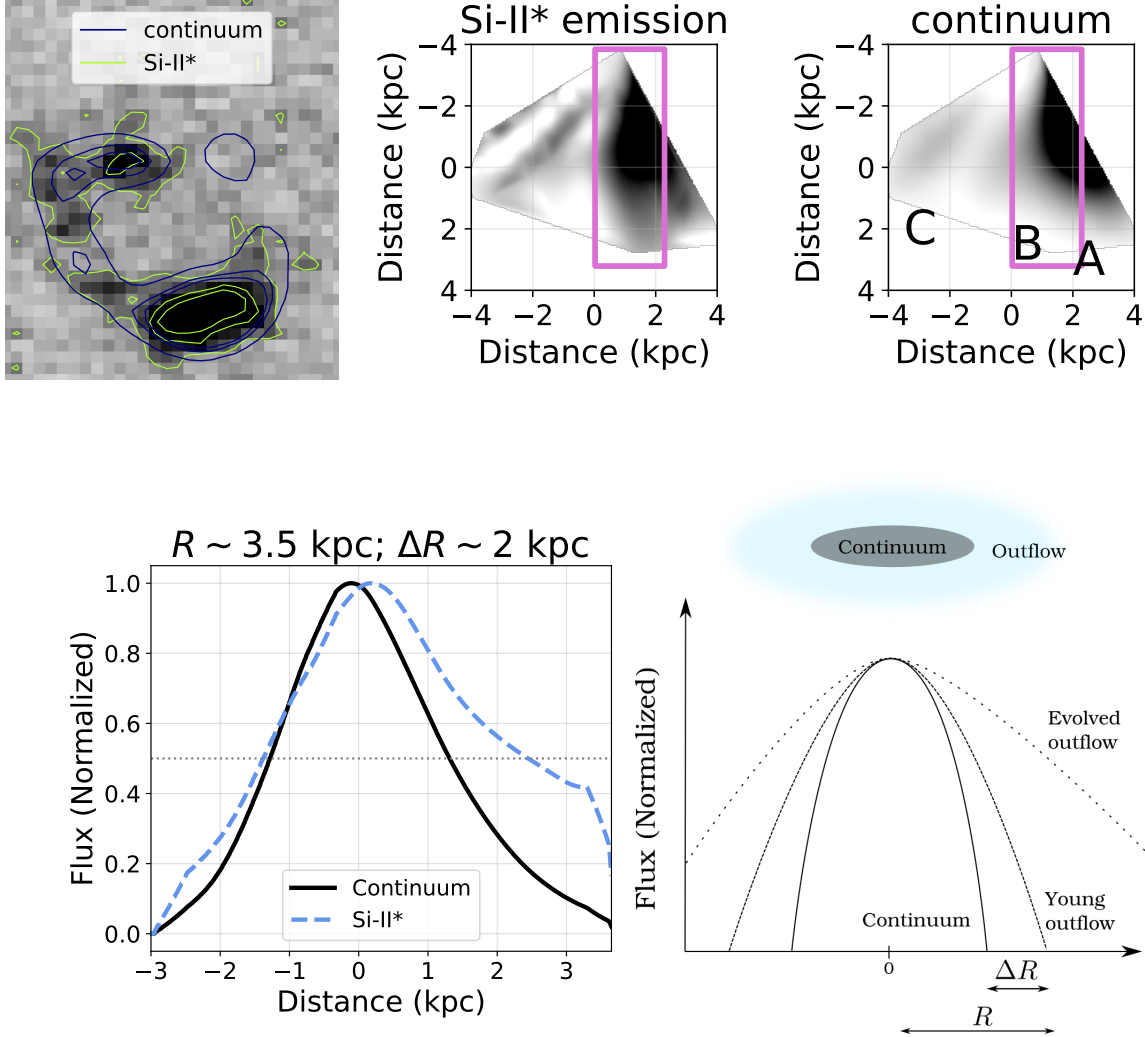 continuum
Si-II*
Si-II* emission
−4
−2
0
2
4
Distance (kpc)
−4 −2 0 2 4
Distance (kpc)
continuum
−4
−2
0
2
4
Distance (kpc)
C
B
A
−4 −2 0 2 4
Distance (kpc)
R ∼ 3.5 kpc; ΔR ∼ 2 kpc
1.0
0.8
0.6
0.4
0.2
0.0
Flux (Normalized)
Continuum
Si-II*
−3 −2 −1 0 1 2 3
Distance (kpc)
Continuum
Outflow
Flux (Normalized)
Evolved
outflow
Young
outflow
Continuum
0
ΔR
R